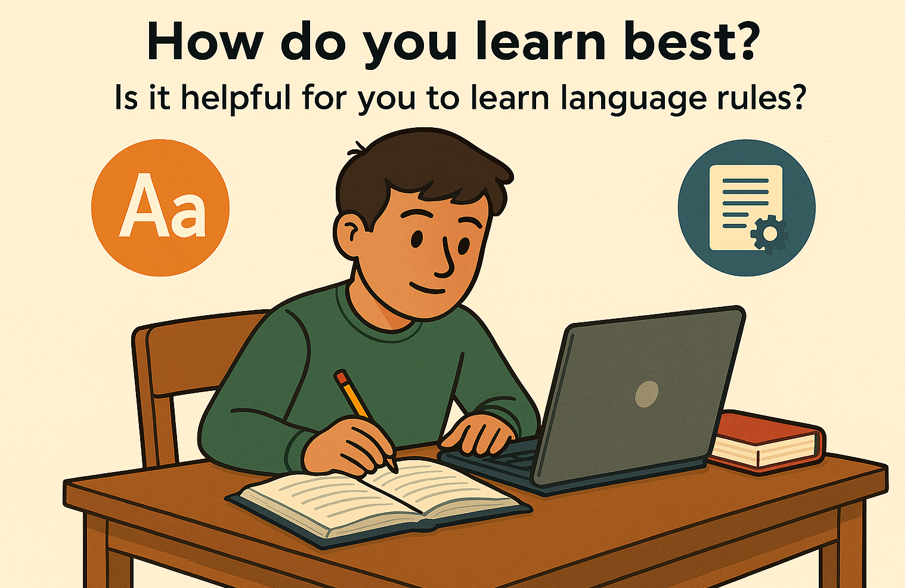 How do you learn best?
Is it helpful for you to learn language rules?
Aa